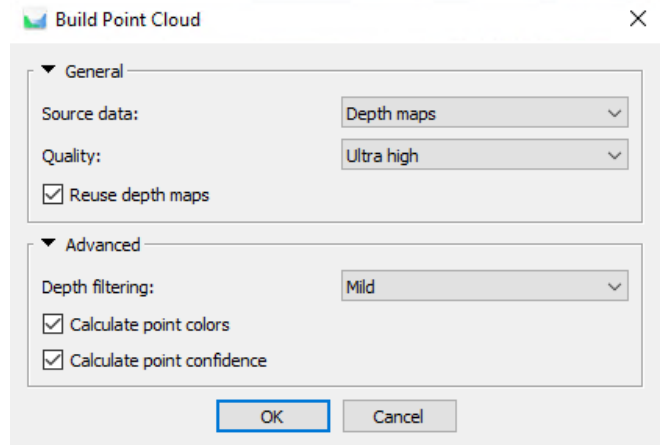 Build Point Cloud
General
Source data: Depth maps
Quality: Ultra high
Reuse depth maps
Advanced
Depth filtering: Mild
Calculate point colors
Calculate point confidence
OK Cancel